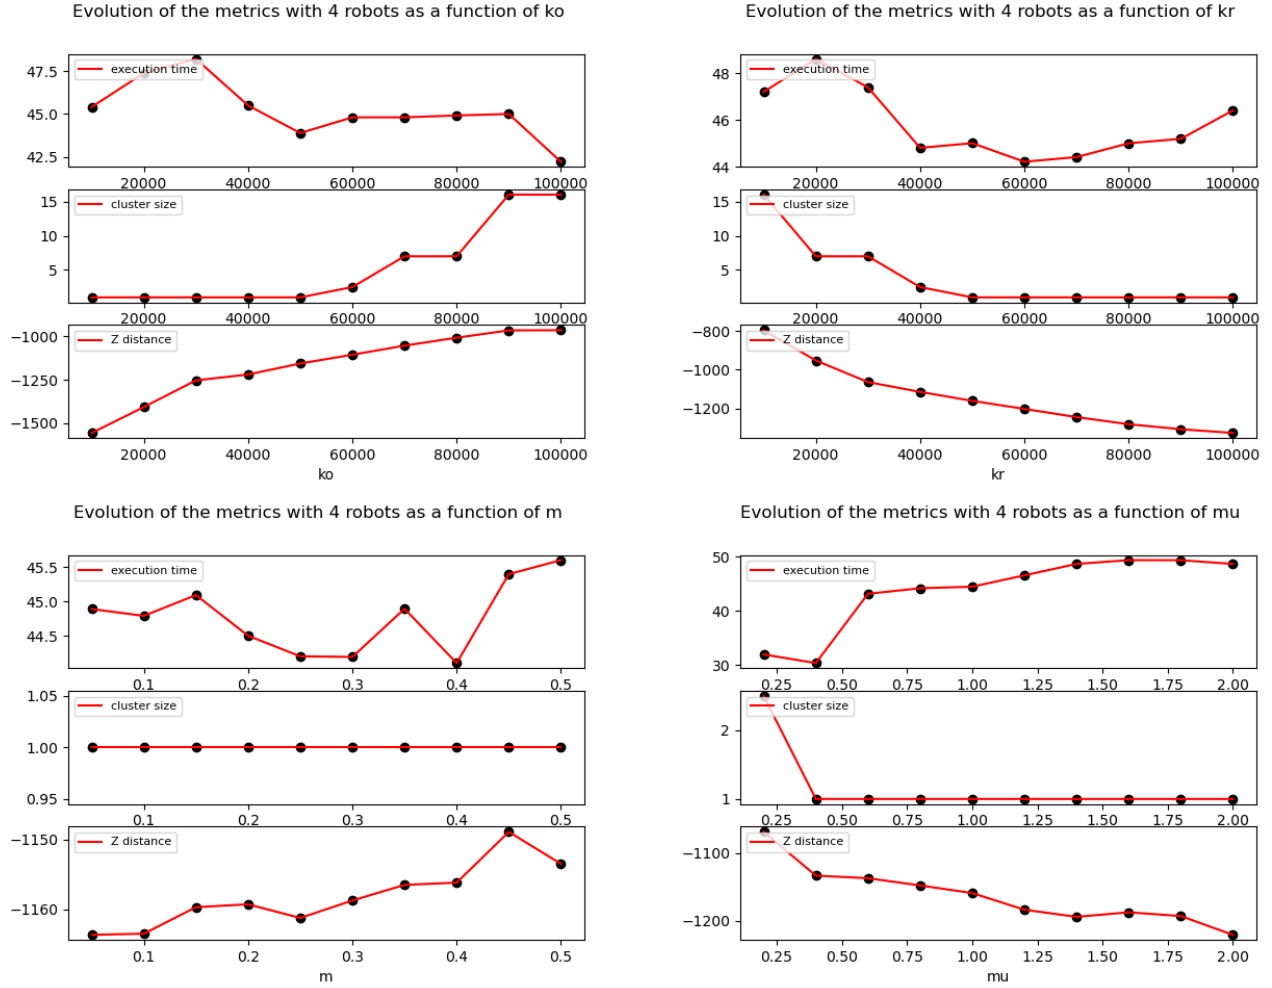 Evolution of the metrics with 4 robots as a function of ko
47.5
45.0
42.5
execution time
20000 40000 60000 80000 100000
15
10
5
cluster size
20000 40000 60000 80000 100000
−1000
−1250
−1500
Z distance
20000 40000 60000 80000 100000
ko
Evolution of the metrics with 4 robots as a function of kr
48
46
44
execution time
20000 40000 60000 80000 100000
15
10
5
cluster size
20000 40000 60000 80000 100000
−800
−1000
−1200
Z distance
20000 40000 60000 80000 100000
kr
Evolution of the metrics with 4 robots as a function of m
45.5
45.0
44.5
execution time
0.1 0.2 0.3 0.4 0.5
1.05
1.00
0.95
cluster size
0.1 0.2 0.3 0.4 0.5
−1150
−1160
Z distance
0.1 0.2 0.3 0.4 0.5
m
Evolution of the metrics with 4 robots as a function of mu
50
40
30
execution time
0.25 0.50 0.75 1.00 1.25 1.50 1.75 2.00
2
1
cluster size
0.25 0.50 0.75 1.00 1.25 1.50 1.75 2.00
−1100
−1200
Z distance
0.25 0.50 0.75 1.00 1.25 1.50 1.75 2.00
mu